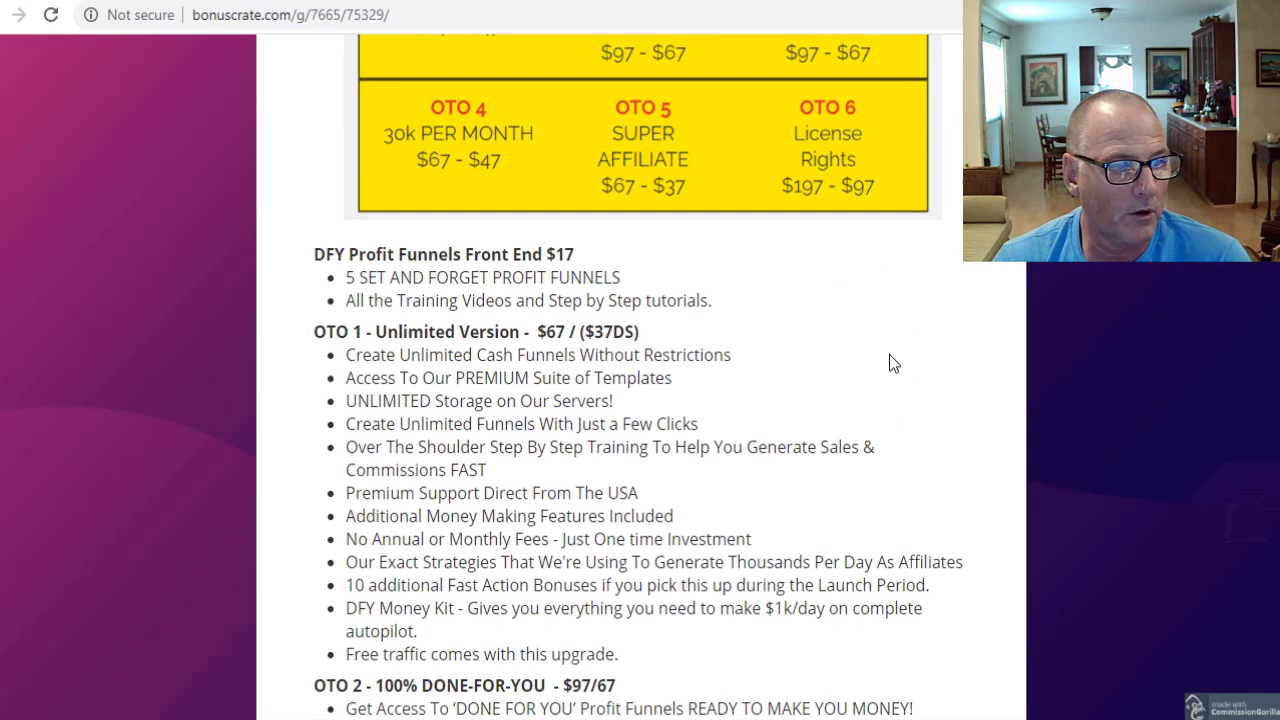 Not secure | bonuscrate.com/g/7665/75329/
$97 - $67 $97 - $67
OTO 4 OTO 5 OTO 6
30k PER MONTH SUPER License
$67 - $47 AFFILIATE Rights
$67 - $37 $197 - $97
DFY Profit Funnels Front End $17
• 5 SET AND FORGET PROFIT FUNNELS
• All the Training Videos and Step by Step tutorials.
OTO 1 - Unlimited Version - $67 / ($37DS)
• Create Unlimited Cash Funnels Without Restrictions
• Access To Our PREMIUM Suite of Templates
• UNLIMITED Storage on Our Servers!
• Create Unlimited Funnels With Just a Few Clicks
• Over The Shoulder Step By Step Training To Help You Generate Sales &
Commissions FAST
• Premium Support Direct From The USA
• Additional Money Making Features Included
• No Annual or Monthly Fees - Just One time Investment
• Our Exact Strategies That We're Using To Generate Thousands Per Day As Affiliates
• 10 additional Fast Action Bonuses if you pick this up during the Launch Period.
• DFY Money Kit - Gives you everything you need to make $1k/day on complete
autopilot.
• Free traffic comes with this upgrade.
OTO 2 - 100% DONE-FOR-YOU - $97/67
• Get Access To ‘DONE FOR YOU’ Profit Funnels READY TO MAKE YOU MONEY!
made with
CommissionGorilla